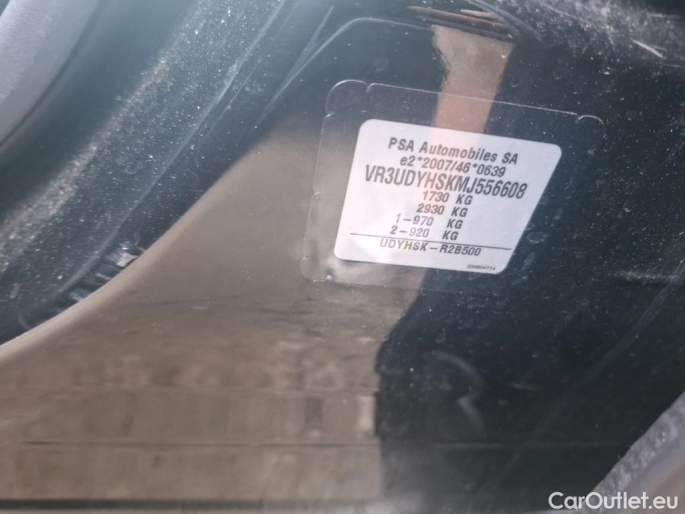 PSA Automobiles SA
e2*2007/46*0639
VR3UDYHSKMJ556608
1730 KG
2930 KG
1-970 KG
2-920 KG
UDYHSK-R2B500
CarOutlet.eu